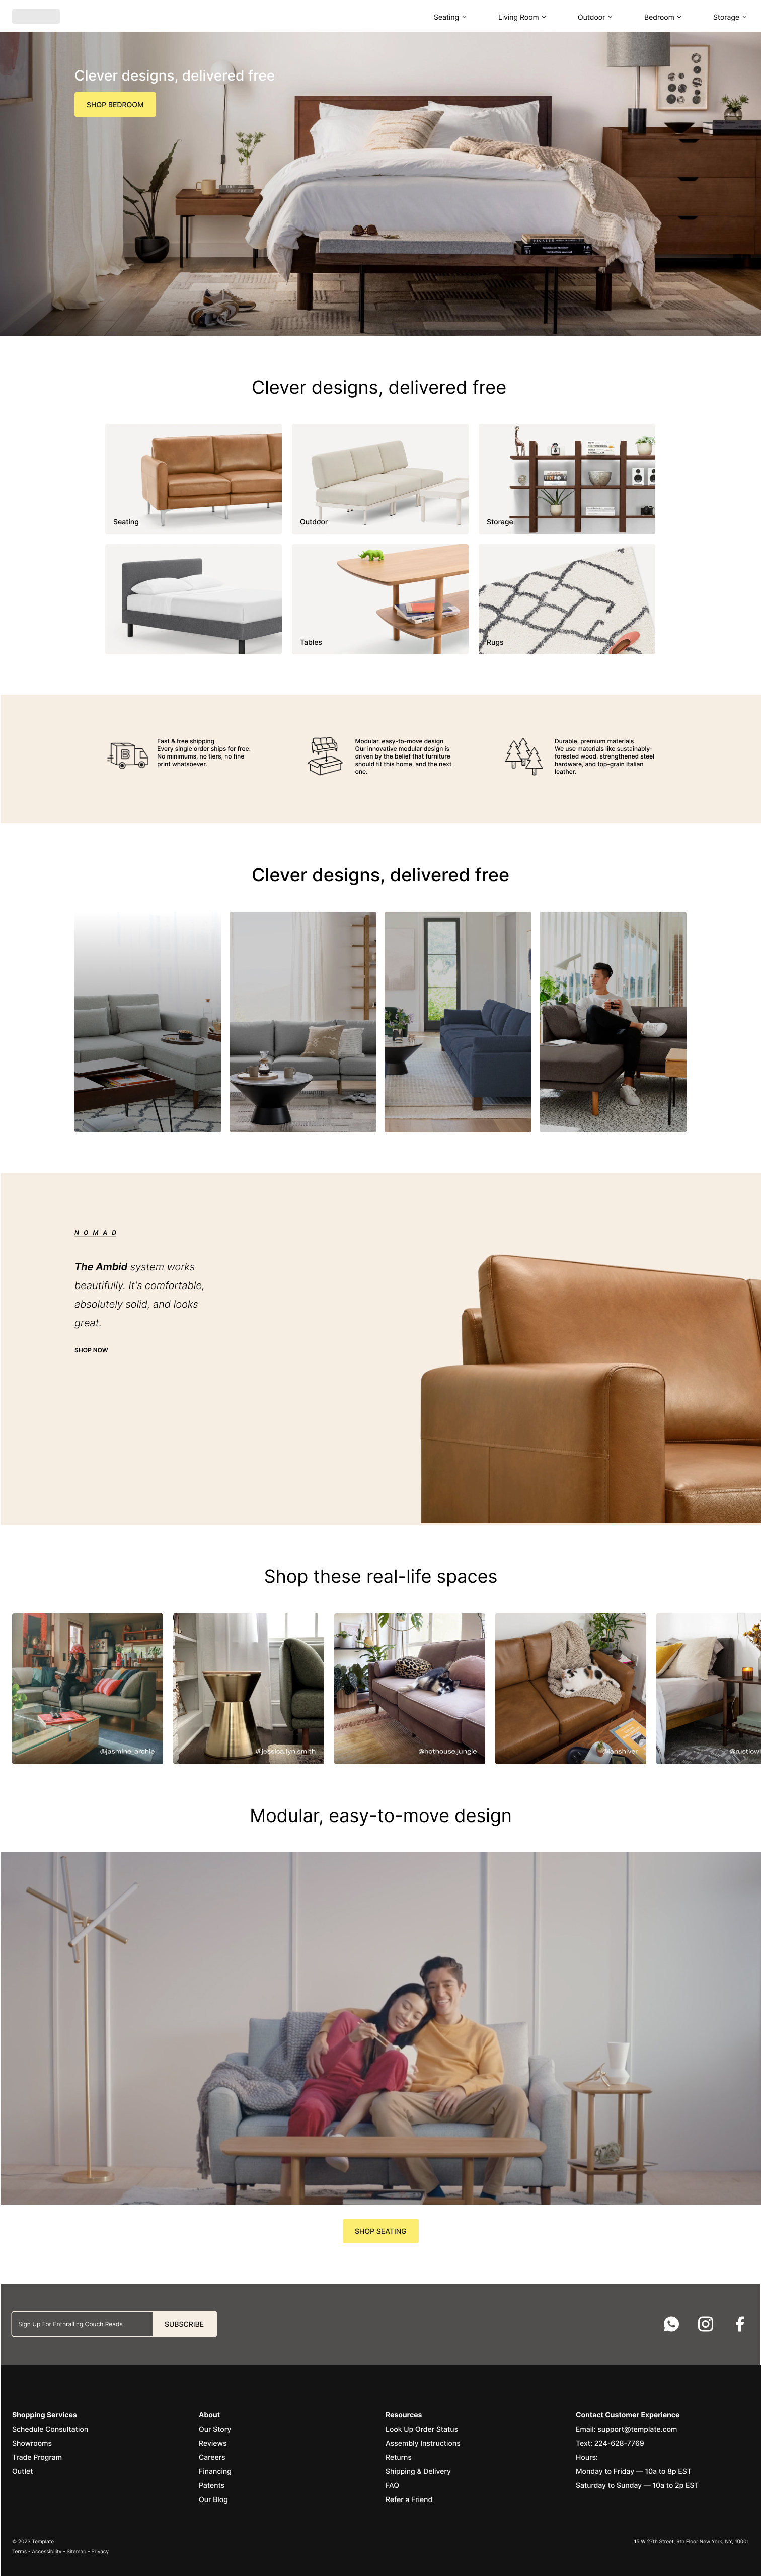 Seating
Living Room
Outdoor
Bedroom
Storage
Clever designs, delivered free
SHOP BEDROOM
Clever designs, delivered free
Seating
Outdoor
Storage
Tables
Rugs
Fast & free shipping
Every single order ships for free.
No minimums, no tiers, no fine
print whatsoever.
Modular, easy-to-move design
Our innovative modular design is
driven by the belief that furniture
should fit this home, and the next
one.
Durable, premium materials
We use materials like sustainably-
forested wood, strengthened steel
hardware, and top-grain Italian
leather.
Clever designs, delivered free
NOMAD
The Ambid system works
beautifully. It's comfortable,
absolutely solid, and looks
great.
SHOP NOW
Shop these real-life spaces
@jasmine_archie
@jessica.lyn.smith
@hothouse.jungle
Modular, easy-to-move design
SHOP SEATING
Sign Up For Enthralling Couch Reads
SUBSCRIBE
Shopping Services
Schedule Consultation
Showrooms
Trade Program
Outlet
About
Our Story
Reviews
Careers
Financing
Patents
Our Blog
Resources
Look Up Order Status
Assembly Instructions
Returns
Shipping & Delivery
FAQ
Refer a Friend
Contact Customer Experience
Email: support@template.com
Text: 224-628-7769
Hours:
Monday to Friday — 10a to 8p EST
Saturday to Sunday — 10a to 2p EST
© 2023 Template
Terms - Accessibility - Sitemap - Privacy
15 W 27th Street, 9th Floor New York, NY, 10001